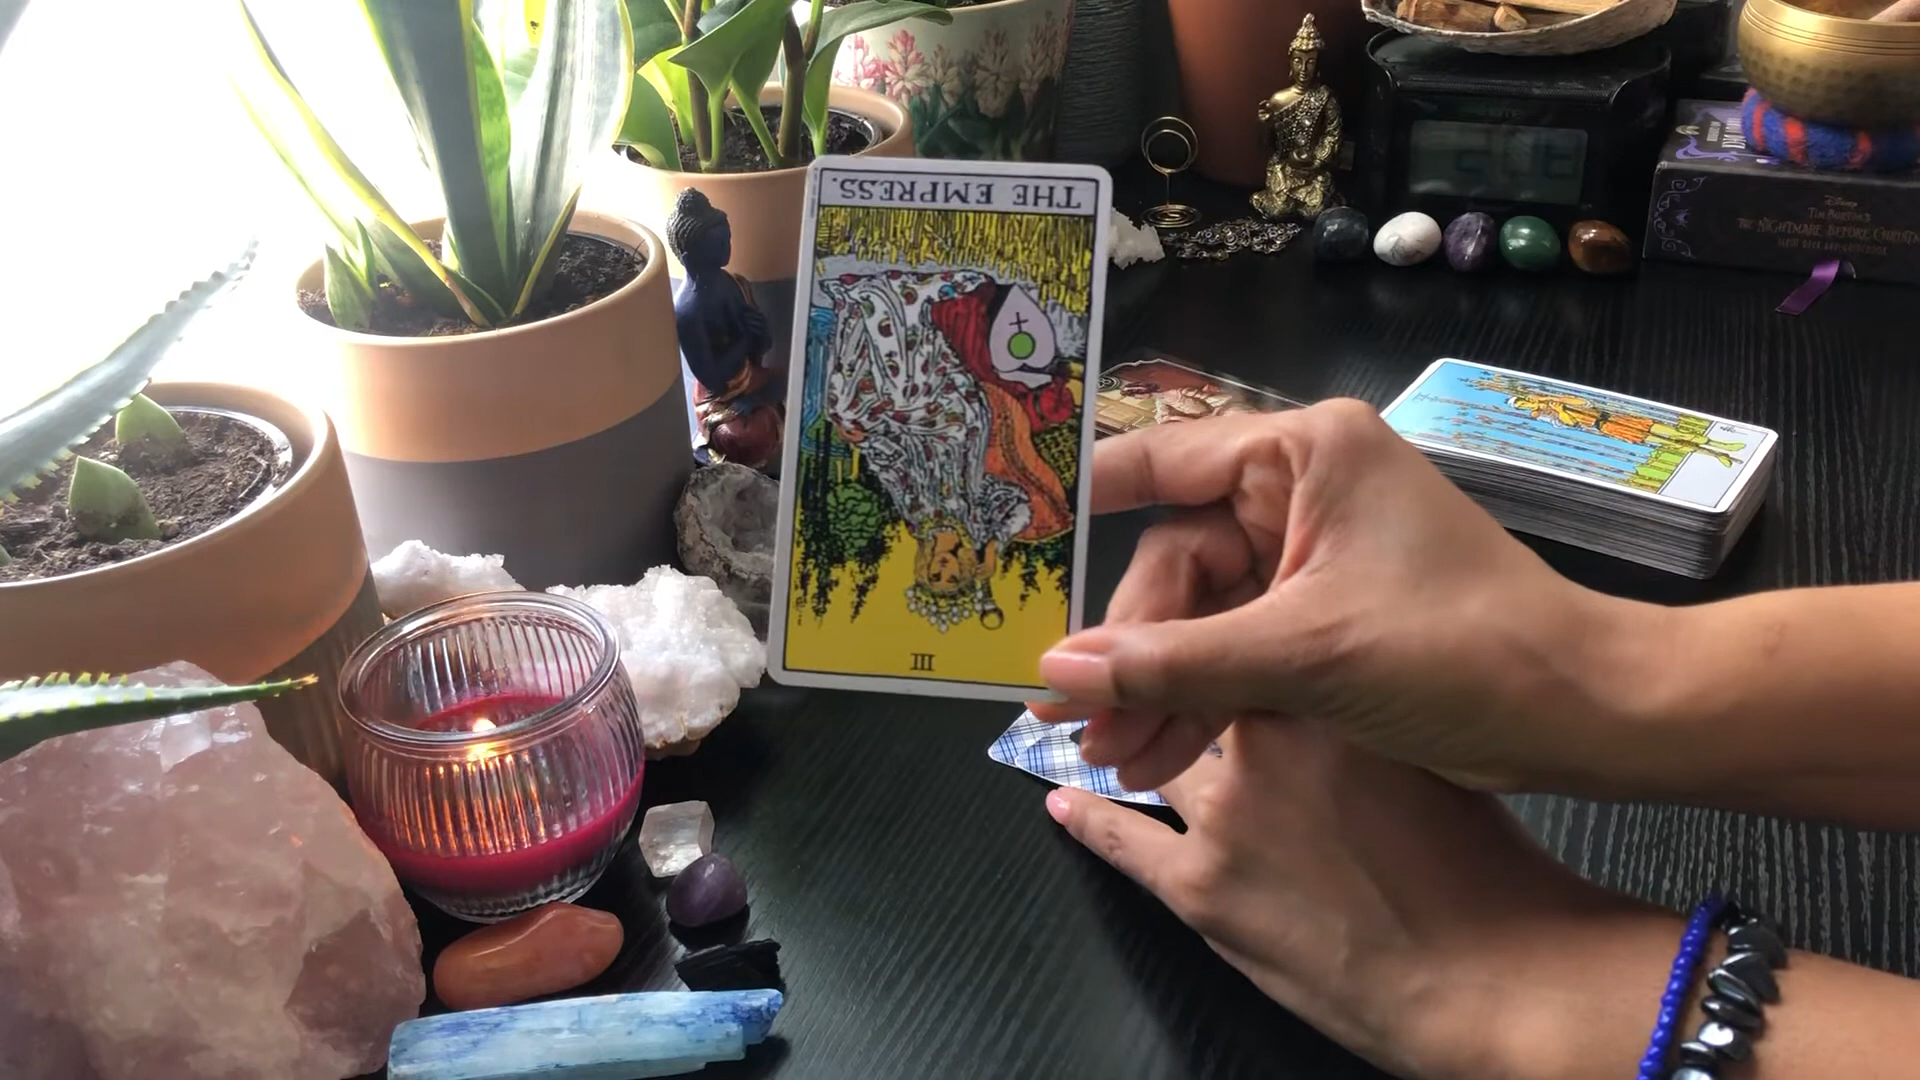 THE EMPRESS.
III
Disney
TIM BURTON'S
THE NIGHTMARE BEFORE CHRISTMAS